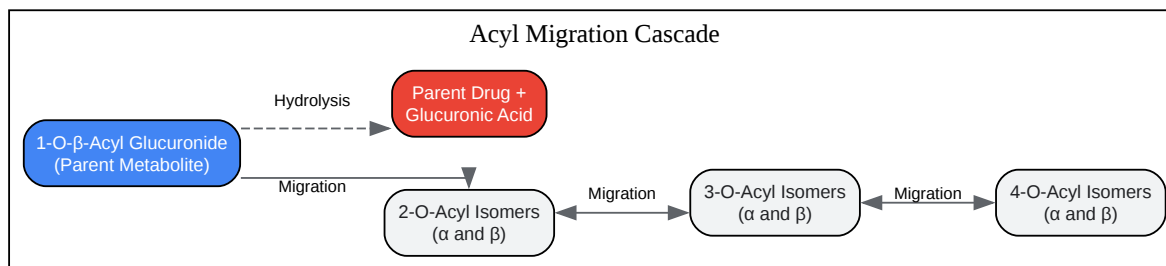 Acyl Migration Cascade
Hydrolysis
Parent Drug +
Glucuronic Acid
1-O-β-Acyl Glucuronide
(Parent Metabolite)
Migration
2-O-Acyl Isomers
(α and β)
Migration
3-O-Acyl Isomers
(α and β)
Migration
4-O-Acyl Isomers
(α and β)